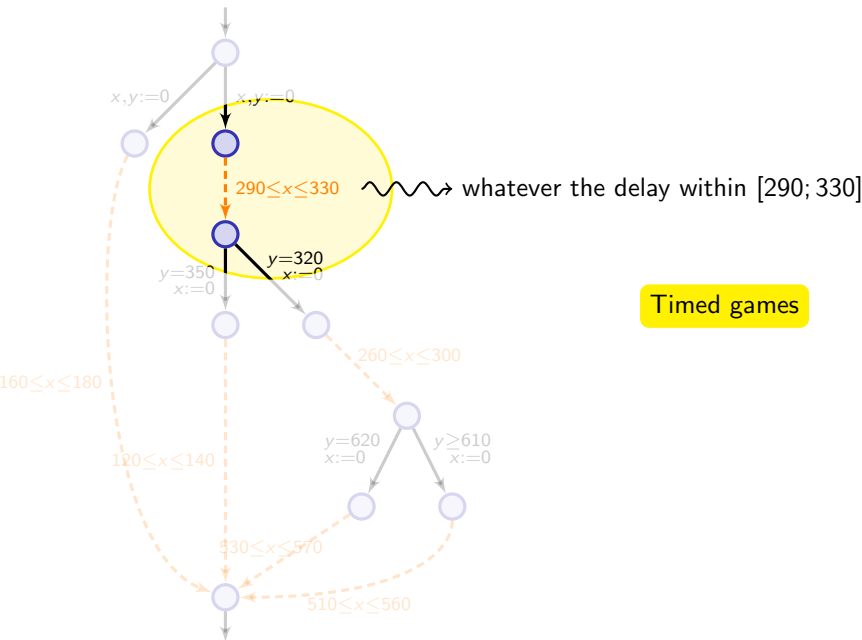 x,y:=0
x,y:=0
290≤x≤330
whatever the delay within [290; 330]
y=320
x:=0
y=350
x:=0
Timed games
260≤x≤300
160≤x≤180
y=620
x:=0
y≥610
x:=0
120≤x≤140
530≤x≤570
510≤x≤560